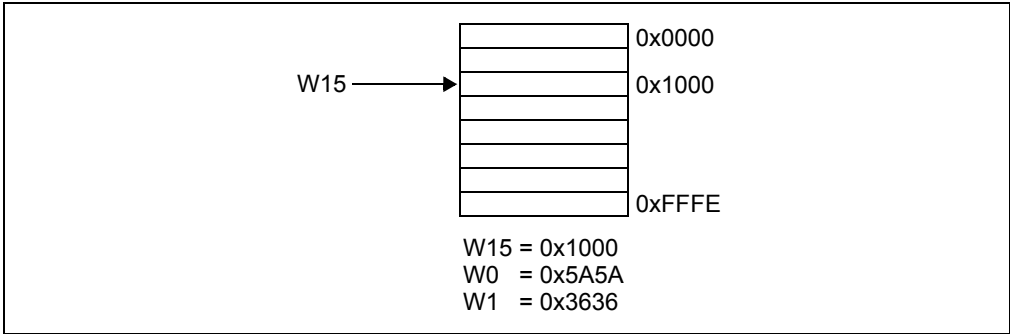 0x0000
W15 0x1000
0xFFFE
W15 = 0x1000
W0 = 0x5A5A
W1 = 0x3636